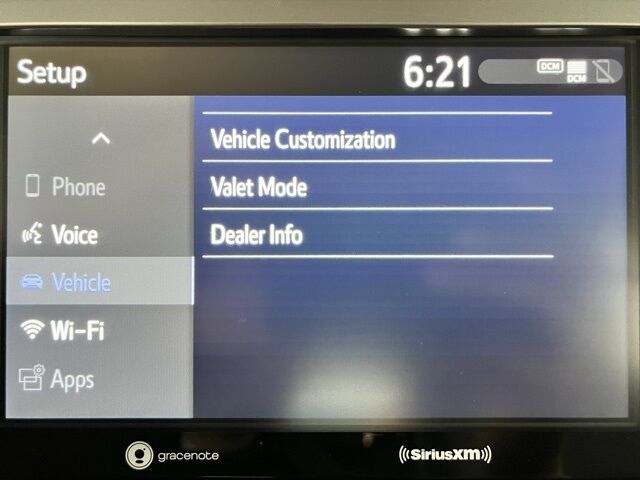 Setup
6:21
DCM
DCM
Vehicle Customization
Phone
Valet Mode
Voice
Dealer Info
Vehicle
Wi-Fi
Apps
gracenote
SiriusXM